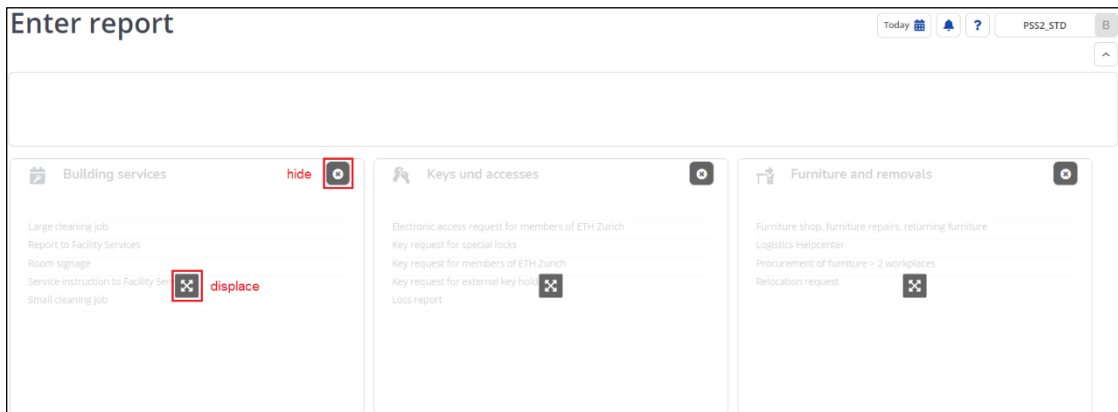 Enter report
Today ? PSS2_STD B
Building services hide
Large cleaning job
Report to Facility Services
Room signage
Service instruction to Facility Ser
displace
Small cleaning job
Keys und accesses
Electronic access request for members of ETH Zurich
Key request for special locks
Key request for members of ETH Zurich
Key request for external key hold
Loss report
Furniture and removals
Furniture shop, furniture repairs, returning furniture
Logistics Helpcenter
Procurement of furniture > 2 workplaces
Relocation request